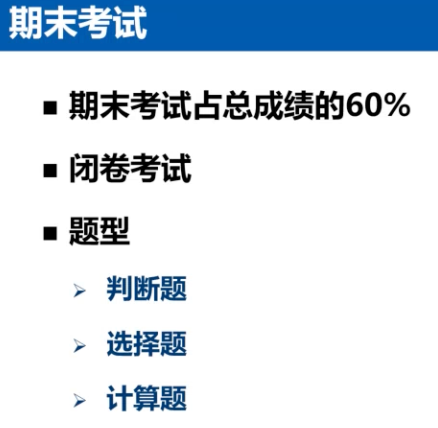 期末考试
■ 期末考试占总成绩的60%
■ 闭卷考试
■ 题型
➢ 判断题
➢ 选择题
➢ 计算题